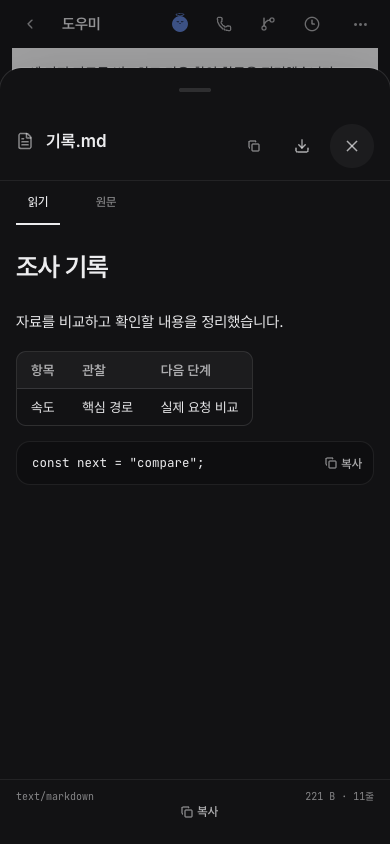 도우미
기록.md
읽기 원문
조사 기록
자료를 비교하고 확인할 내용을 정리했습니다.
항목 관찰 다음 단계
속도 핵심 경로 실제 요청 비교
const next = "compare"; 복사
text/markdown 221 B · 11줄
복사